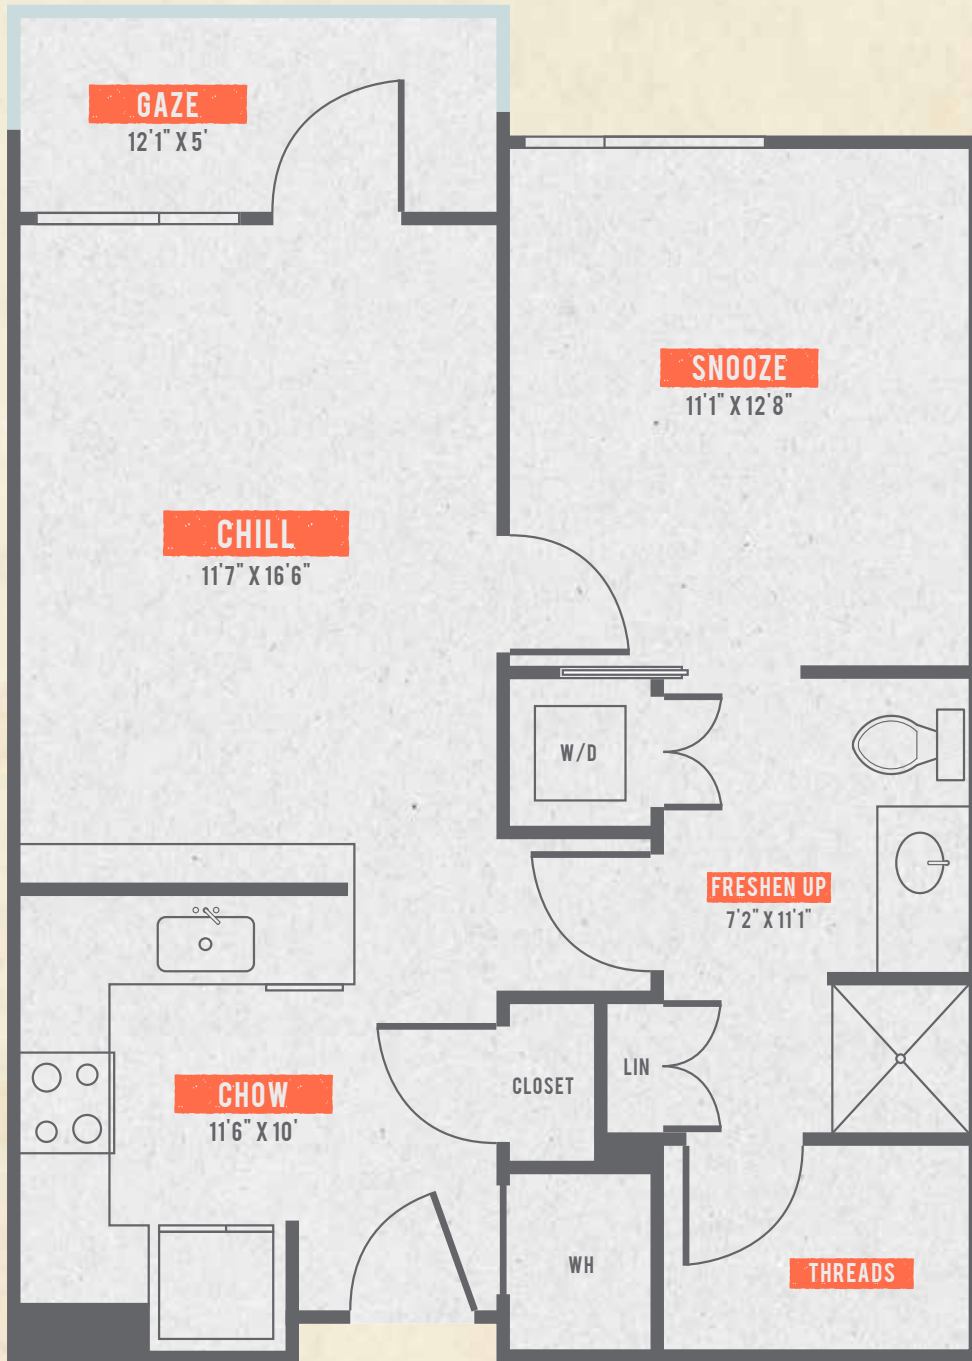 GAZE
12'1" X 5'
SNOOZE
11'1" X 12'8"
CHILL
11'7" X 16'6"
W/D
FRESHEN UP
7'2" X 11'1"
LIN
CLOSET
CHOW
11'6" X 10'
WH
THREADS